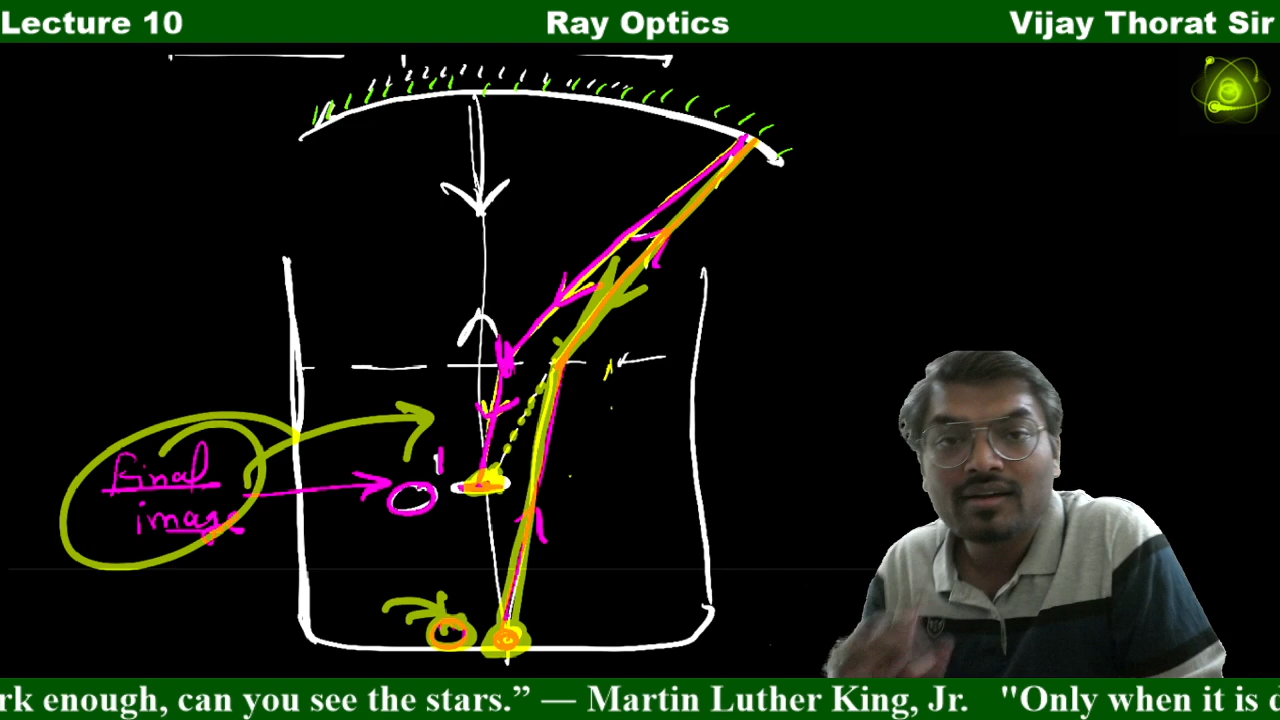 Lecture 10 Ray Optics Vijay Thorat Sir
Final
image
O'
O
rk enough, can you see the stars.” — Martin Luther King, Jr. "Only when it is d